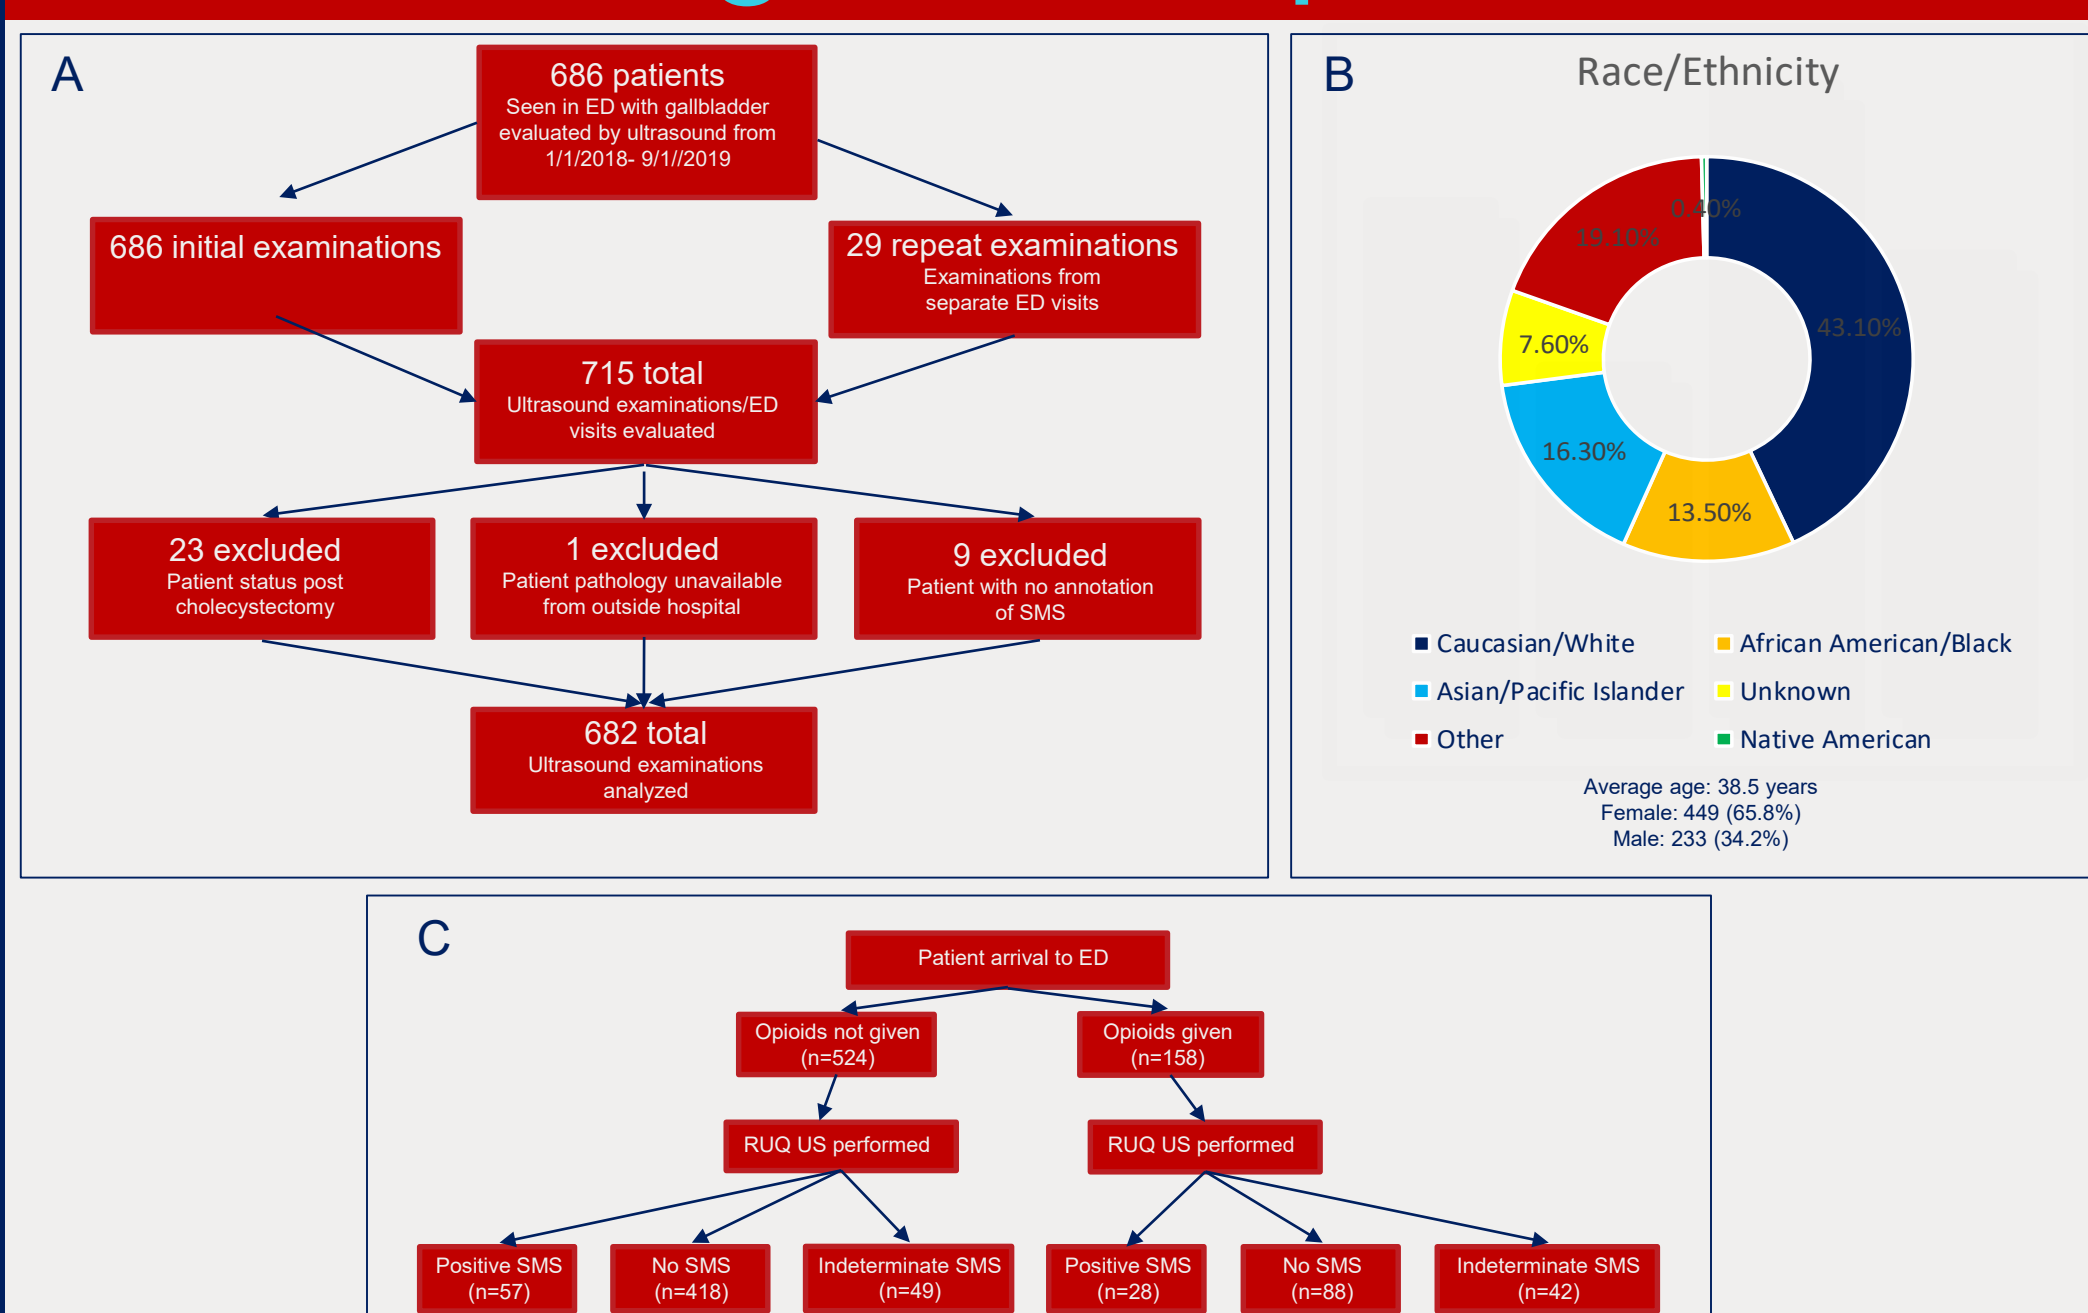 A
686 patients
Seen in ED with gallbladder
evaluated by ultrasound from
1/1/2018- 9/1//2019
686 initial examinations
29 repeat examinations
Examinations from
separate ED visits
715 total
Ultrasound examinations/ED
visits evaluated
23 excluded
Patient status post
cholecystectomy
1 excluded
Patient pathology unavailable
from outside hospital
9 excluded
Patient with no annotation
of SMS
682 total
Ultrasound examinations
analyzed
B
Race/Ethnicity
0.40%
19.10%
43.10%
7.60%
16.30%
13.50%
Caucasian/White
African American/Black
Asian/Pacific Islander
Unknown
Other
Native American
Average age: 38.5 years
Female: 449 (65.8%)
Male: 233 (34.2%)
C
Patient arrival to ED
Opioids not given
(n=524)
Opioids given
(n=158)
RUQ US performed
RUQ US performed
Positive SMS
(n=57)
No SMS
(n=418)
Indeterminate SMS
(n=49)
Positive SMS
(n=28)
No SMS
(n=88)
Indeterminate SMS
(n=42)